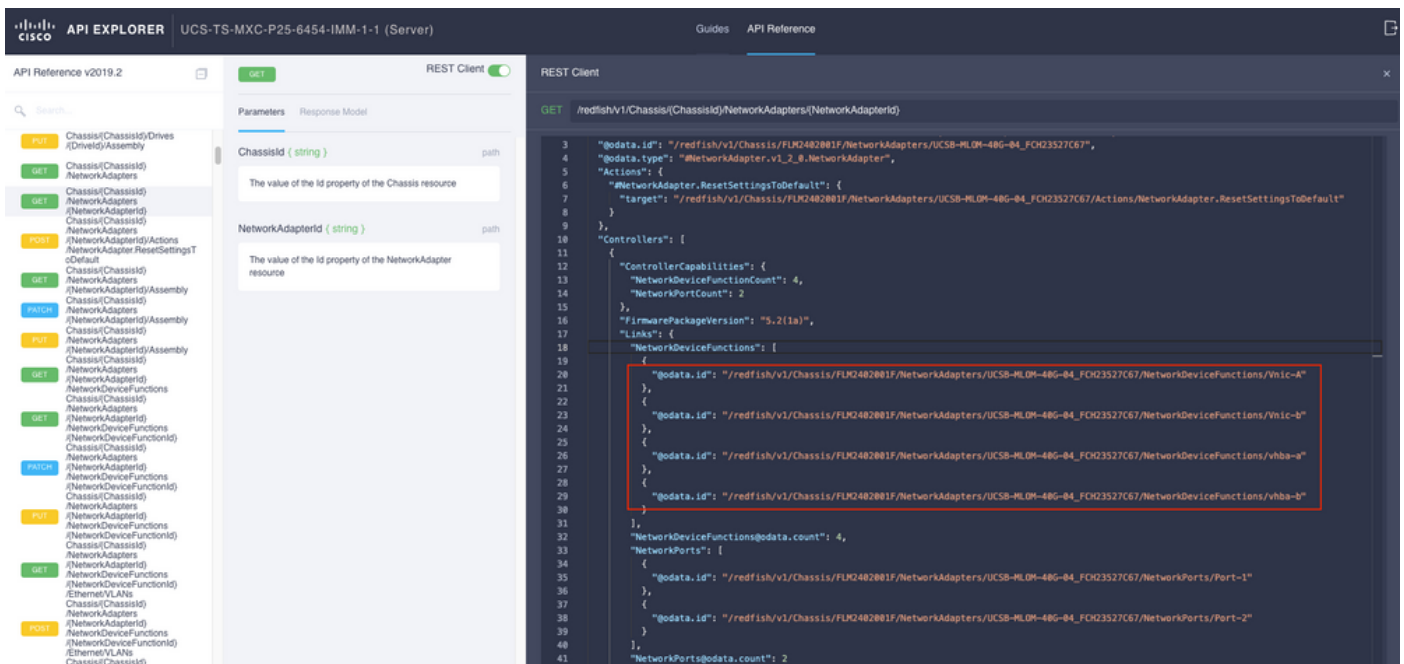 CISCO
API EXPLORER
UCS-TS-MXC-P25-6454-IMM-1-1 (Server)
Guides
API Reference
API Reference v2019.2
Search...
PUT
Chassis/{ChassisId}/Drives
/{DriveId}/Assembly
GET
Chassis/{ChassisId}
/NetworkAdapters
GET
Chassis/{ChassisId}
/NetworkAdapters
/{NetworkAdapterId}
POST
Chassis/{ChassisId}
/NetworkAdapters
/{NetworkAdapterId}/Actions
/NetworkAdapter.ResetSettingsT
oDefault
GET
Chassis/{ChassisId}
/NetworkAdapters
/{NetworkAdapterId}/Assembly
PATCH
Chassis/{ChassisId}
/NetworkAdapters
/{NetworkAdapterId}/Assembly
PUT
Chassis/{ChassisId}
/NetworkAdapters
/{NetworkAdapterId}/Assembly
GET
Chassis/{ChassisId}
/NetworkAdapters
/{NetworkAdapterId}
/NetworkDeviceFunctions
GET
Chassis/{ChassisId}
/NetworkAdapters
/{NetworkAdapterId}
/NetworkDeviceFunctions
/{NetworkDeviceFunctionId}
PATCH
Chassis/{ChassisId}
/NetworkAdapters
/{NetworkAdapterId}
/NetworkDeviceFunctions
/{NetworkDeviceFunctionId}
PUT
Chassis/{ChassisId}
/NetworkAdapters
/{NetworkAdapterId}
/NetworkDeviceFunctions
/{NetworkDeviceFunctionId}
GET
Chassis/{ChassisId}
/NetworkAdapters
/{NetworkAdapterId}
/NetworkDeviceFunctions
/{NetworkDeviceFunctionId}
/Ethernet/VLANs
POST
Chassis/{ChassisId}
/NetworkAdapters
/{NetworkAdapterId}
/NetworkDeviceFunctions
/{NetworkDeviceFunctionId}
/Ethernet/VLANs
Chassis/{ChassisId}
GET
REST Client
Parameters
Response Model
ChassisId { string }
path
The value of the Id property of the Chassis resource
NetworkAdapterId { string }
path
The value of the Id property of the NetworkAdapter
resource
REST Client
×
GET
/redfish/v1/Chassis/{ChassisId}/NetworkAdapters/{NetworkAdapterId}
3 "@odata.id": "/redfish/v1/Chassis/FLM2402001F/NetworkAdapters/UCSB-MLOM-40G-04_FCH23527C67",
4 "@odata.type": "#NetworkAdapter.v1_2_0.NetworkAdapter",
5 "Actions": {
6 "#NetworkAdapter.ResetSettingsToDefault": {
7 "target": "/redfish/v1/Chassis/FLM2402001F/NetworkAdapters/UCSB-MLOM-40G-04_FCH23527C67/Actions/NetworkAdapter.ResetSettingsToDefault"
8 }
9 },
10 "Controllers": [
11 {
12 "ControllerCapabilities": {
13 "NetworkDeviceFunctionCount": 4,
14 "NetworkPortCount": 2
15 },
16 "FirmwarePackageVersion": "5.2(1a)",
17 "Links": {
18 "NetworkDeviceFunctions": [
19 {
20 "@odata.id": "/redfish/v1/Chassis/FLM2402001F/NetworkAdapters/UCSB-MLOM-40G-04_FCH23527C67/NetworkDeviceFunctions/Vnic-A"
21 },
22 {
23 "@odata.id": "/redfish/v1/Chassis/FLM2402001F/NetworkAdapters/UCSB-MLOM-40G-04_FCH23527C67/NetworkDeviceFunctions/Vnic-b"
24 },
25 {
26 "@odata.id": "/redfish/v1/Chassis/FLM2402001F/NetworkAdapters/UCSB-MLOM-40G-04_FCH23527C67/NetworkDeviceFunctions/vhba-a"
27 },
28 {
29 "@odata.id": "/redfish/v1/Chassis/FLM2402001F/NetworkAdapters/UCSB-MLOM-40G-04_FCH23527C67/NetworkDeviceFunctions/vhba-b"
30 }
31 ],
32 "NetworkDeviceFunctions@odata.count": 4,
33 "NetworkPorts": [
34 {
35 "@odata.id": "/redfish/v1/Chassis/FLM2402001F/NetworkAdapters/UCSB-MLOM-40G-04_FCH23527C67/NetworkPorts/Port-1"
36 },
37 {
38 "@odata.id": "/redfish/v1/Chassis/FLM2402001F/NetworkAdapters/UCSB-MLOM-40G-04_FCH23527C67/NetworkPorts/Port-2"
39 }
40 ],
41 "NetworkPorts@odata.count": 2